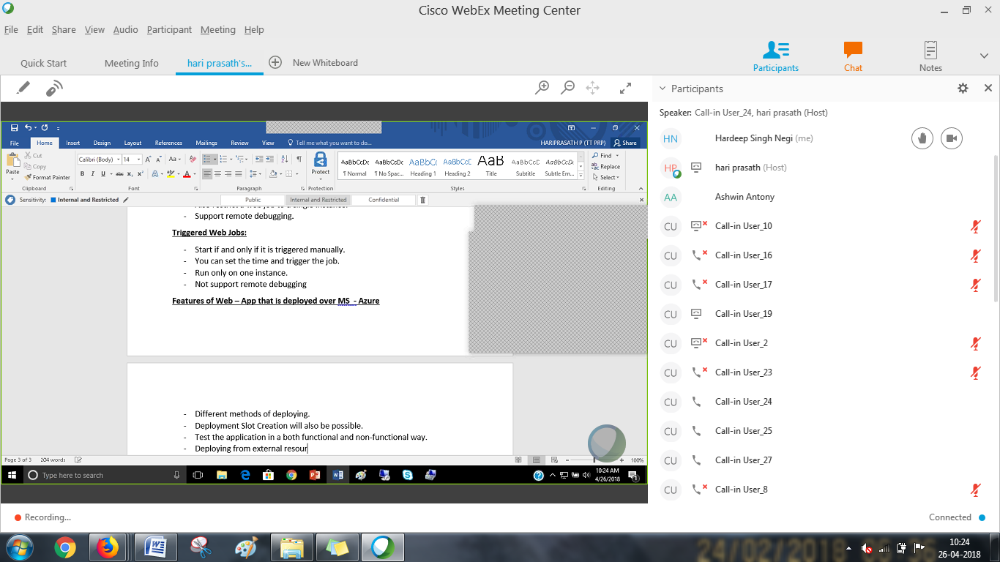 Cisco WebEx Meeting Center
File Edit Share View Audio Participant Meeting Help
Quick Start Meeting Info hari prasath's... New Whiteboard
Participants Chat Notes
Participants
Speaker: Call-in User_24, hari prasath (Host)
HN Hardeep Singh Negi (me)
HP hari prasath (Host)
AA Ashwin Antony
CU Call-in User_10
CU Call-in User_16
CU Call-in User_17
CU Call-in User_19
CU Call-in User_2
CU Call-in User_23
CU Call-in User_24
CU Call-in User_25
CU Call-in User_27
CU Call-in User_8
File Home Insert Design Layout References Mailings Review View Tell me what you want to do... HARIPRASATH P (TT PRP) Share
Paste Cut Copy Format Painter
Calibri (Body) 14
B I U abc x₂ x² A
Protect
AaBbCcDc AaBbCcDc AaBbC( AaBbCcC AaB AaBbCcD AaBbCcDt
¶ Normal ¶ No Spac... Heading 1 Heading 2 Title Subtitle Subtle Em...
Find Replace Select
Clipboard Font Paragraph Protection Styles Editing
Sensitivity: Internal and Restricted Public Internal and Restricted Confidential
- Support remote debugging.
Triggered Web Jobs:
- Start if and only if it is triggered manually.
- You can set the time and trigger the job.
- Run only on one instance.
- Not support remote debugging
Features of Web – App that is deployed over MS - Azure
- Different methods of deploying.
- Deployment Slot Creation will also be possible.
- Test the application in a both functional and non-functional way.
- Deploying from external resour
Page 3 of 3 204 words 100%
Type here to search 10:24 AM
4/26/2018
Recording... Connected
10:24
26-04-2018